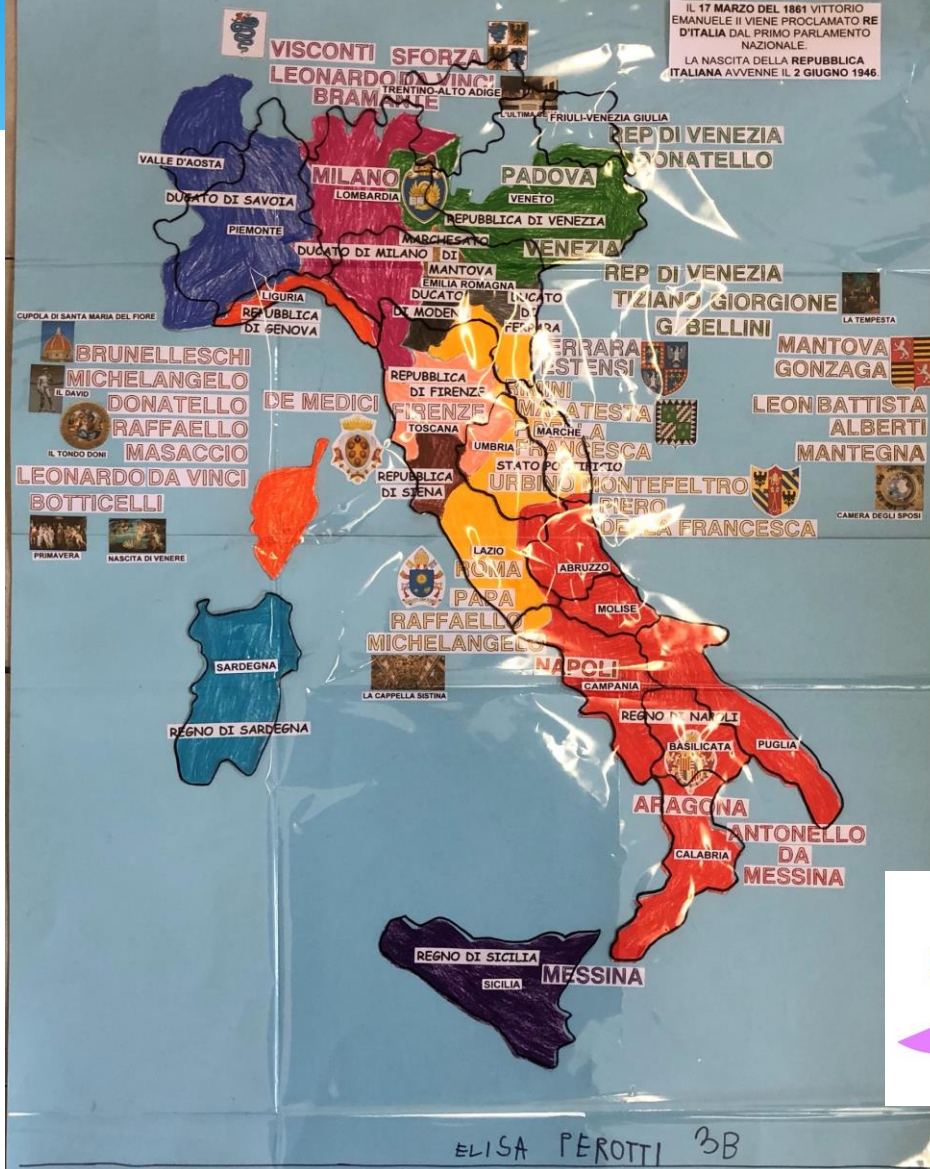 IL 17 MARZO DEL 1861 VITTORIO
EMANUELE II VIENE PROCLAMATO RE
D'ITALIA DAL PRIMO PARLAMENTO
NAZIONALE.
LA NASCITA DELLA REPUBBLICA
ITALIANA AVVENNE IL 2 GIUGNO 1946.
VISCONTI SFORZA
LEONARDO DA VINCI
BRAMANTE
TRENTINO-ALTO ADIGE
FRIULI-VENEZIA GIULIA
REP DI VENEZIA
DONATELLO
VALLE D'AOSTA
DUCATO DI SAVOIA
PIEMONTE
MILANO
LOMBARDIA
PADOVA
VENETO
REPUBBLICA DI VENEZIA
VENEZIA
DUCATO DI MILANO
MARCHESATO
DI
MANTOVA
EMILIA ROMAGNA
DUCATO
DI MODENA
DUCATO
DI
FERRARA
LIGURIA
REPUBBLICA
DI GENOVA
REP DI VENEZIA
TIZIANO GIORGIONE
G. BELLINI
LA TEMPESTA
CUPOLA DI SANTA MARIA DEL FIORE
BRUNELLESCHI
MICHELANGELO
IL DAVID
DONATELLO
RAFFAELLO
IL TONDO DONI
MASACCIO
LEONARDO DA VINCI
BOTTICELLI
PRIMAVERA
NASCITA DI VENERE
DE MEDICI
REPUBBLICA
DI FIRENZE
FIRENZE
TOSCANA
REPUBBLICA
DI SIENA
FERRARA
ESTENSI
MALATESTA
FRANCESCA
MARCHE
UMBRIA
STATO PONTIFICIO
URBINO MONTEFELTRO
PIERO
DELLA FRANCESCA
MANTOVA
GONZAGA
LEON BATTISTA
ALBERTI
MANTEGNA
CAMERA DEGLI SPOSI
LAZIO
ROMA
PAPA
RAFFAELLO
MICHELANGELO
LA CAPPELLA SISTINA
ABRUZZO
MOLISE
NAPOLI
CAMPANIA
REGNO DI NAPOLI
BASILICATA
PUGLIA
ARAGONA
CALABRIA
ANTONELLO
DA
MESSINA
SARDEGNA
REGNO DI SARDEGNA
REGNO DI SICILIA
SICILIA
MESSINA
ELISA PEROTTI 3B